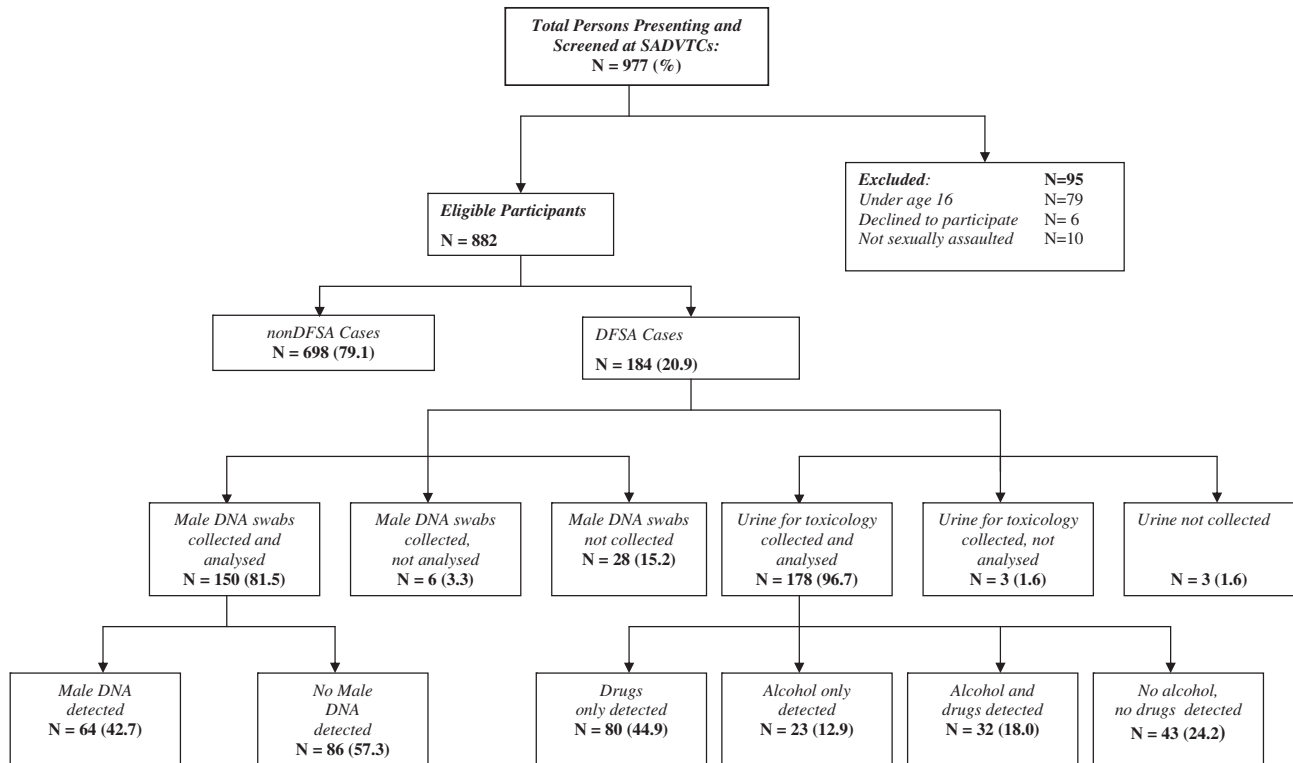 Total Persons Presenting and
Screened at SADVTCs:
N = 977 (%)
Excluded: N=95
Under age 16 N=79
Declined to participate N= 6
Not sexually assaulted N=10
Eligible Participants
N = 882
nonDFSA Cases
N = 698 (79.1)
DFSA Cases
N = 184 (20.9)
Male DNA swabs
collected and
analysed
N = 150 (81.5)
Male DNA swabs
collected,
not analysed
N = 6 (3.3)
Male DNA swabs
not collected
N = 28 (15.2)
Urine for toxicology
collected and
analysed
N = 178 (96.7)
Urine for toxicology
collected, not
analysed
N = 3 (1.6)
Urine not collected
N = 3 (1.6)
Male DNA
detected
N = 64 (42.7)
No Male
DNA
detected
N = 86 (57.3)
Drugs
only detected
N = 80 (44.9)
Alcohol only
detected
N = 23 (12.9)
Alcohol and
drugs detected
N = 32 (18.0)
No alcohol,
no drugs detected
N = 43 (24.2)